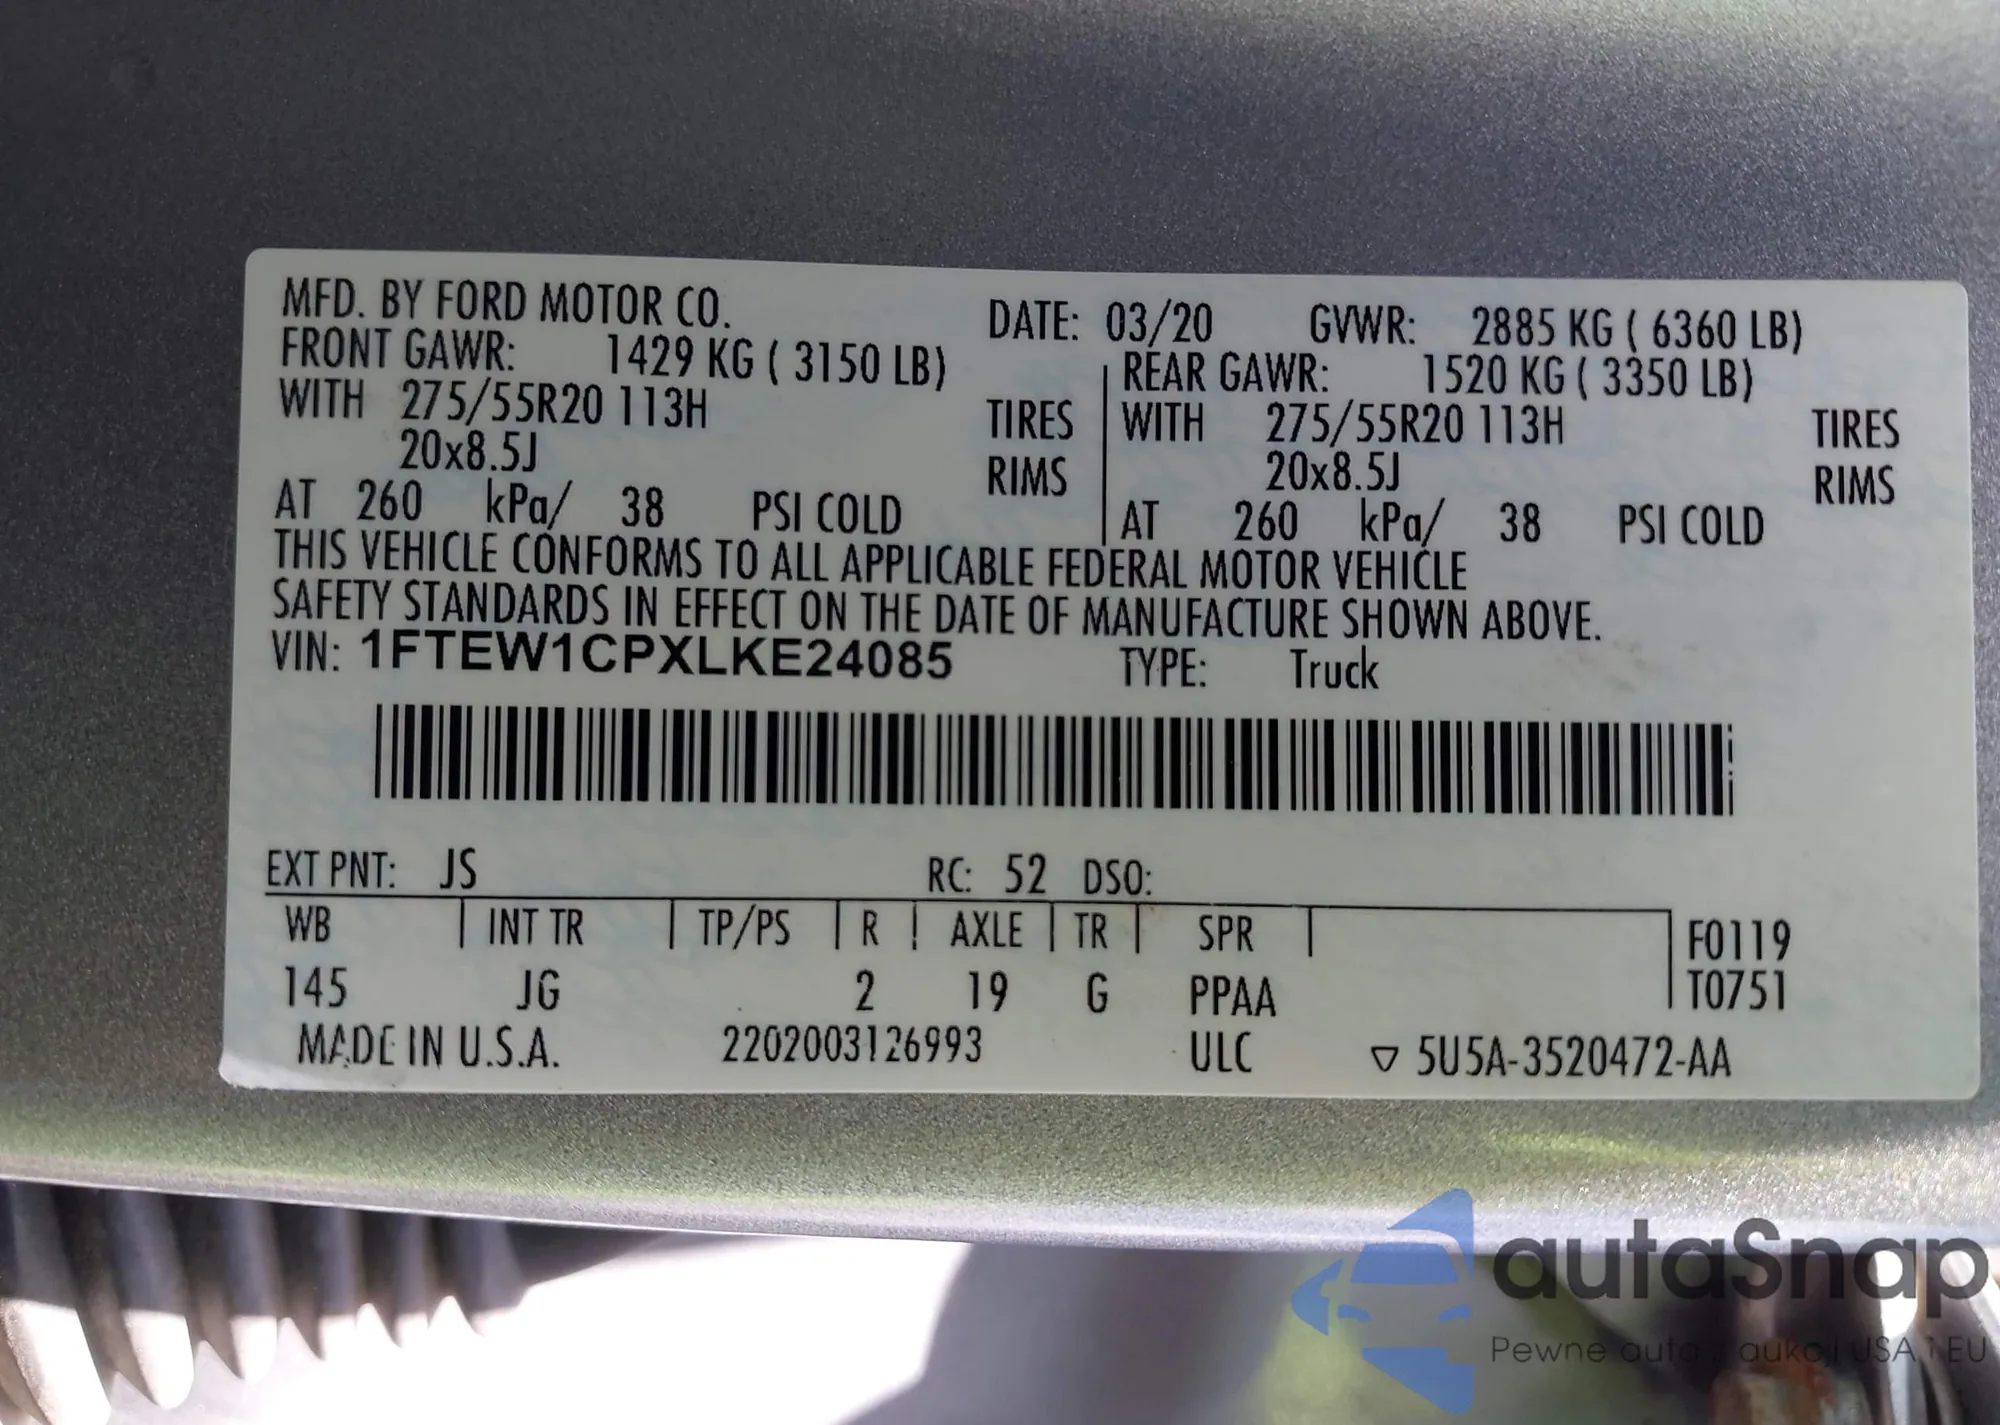 MFD. BY FORD MOTOR CO. DATE: 03/20 GVWR: 2885 KG ( 6360 LB)
FRONT GAWR: 1429 KG ( 3150 LB) REAR GAWR: 1520 KG ( 3350 LB)
WITH 275/55R20 113H TIRES WITH 275/55R20 113H TIRES
20x8.5J RIMS 20x8.5J RIMS
AT 260 kPa/ 38 PSI COLD AT 260 kPa/ 38 PSI COLD
THIS VEHICLE CONFORMS TO ALL APPLICABLE FEDERAL MOTOR VEHICLE
SAFETY STANDARDS IN EFFECT ON THE DATE OF MANUFACTURE SHOWN ABOVE.
VIN: 1FTEW1CPXLKE24085 TYPE: Truck
EXT PNT: JS RC: 52 DSO:
WB INT TR TP/PS R AXLE TR SPR F0119
145 JG 2 19 G PPAA T0751
MADE IN U.S.A. 2202003126993 ULC ▽ 5U5A-3520472-AA
autaSnap
Pewne auta z aukcji USA i EU